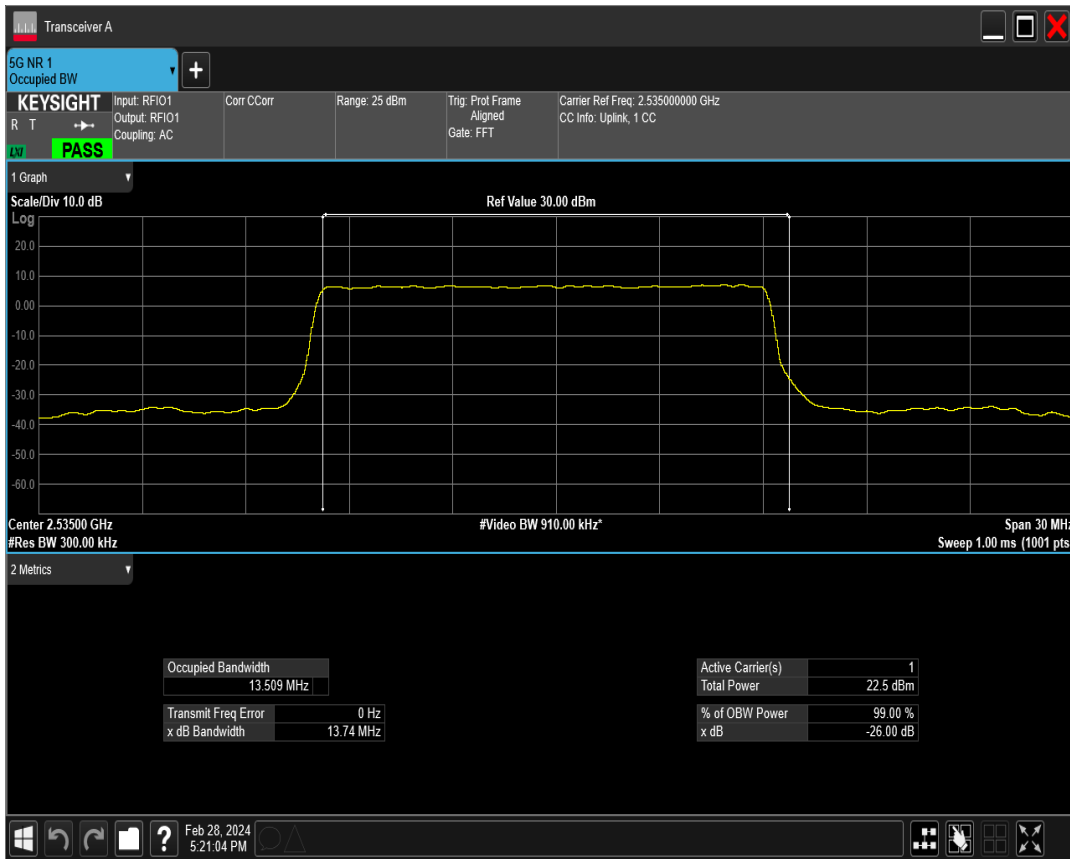 Transceiver A
5G NR 1
Occupied BW
+
KEYSIGHT
R T
LXI
PASS
Input: RFIO1
Output: RFIO1
Coupling: AC
Corr CCorr
Range: 25 dBm
Trig: Prot Frame
Aligned
Gate: FFT
Carrier Ref Freq: 2.535000000 GHz
CC Info: Uplink, 1 CC
1 Graph
Scale/Div 10.0 dB
Ref Value 30.00 dBm
Log
20.0
10.0
0.00
-10.0
-20.0
-30.0
-40.0
-50.0
-60.0
Center 2.53500 GHz
#Video BW 910.00 kHz*
Span 30 MHz
#Res BW 300.00 kHz
Sweep 1.00 ms (1001 pts
2 Metrics
Occupied Bandwidth
13.509 MHz
Transmit Freq Error 0 Hz
x dB Bandwidth 13.74 MHz
Active Carrier(s) 1
Total Power 22.5 dBm
% of OBW Power 99.00 %
x dB -26.00 dB
?
Feb 28, 2024
5:21:04 PM